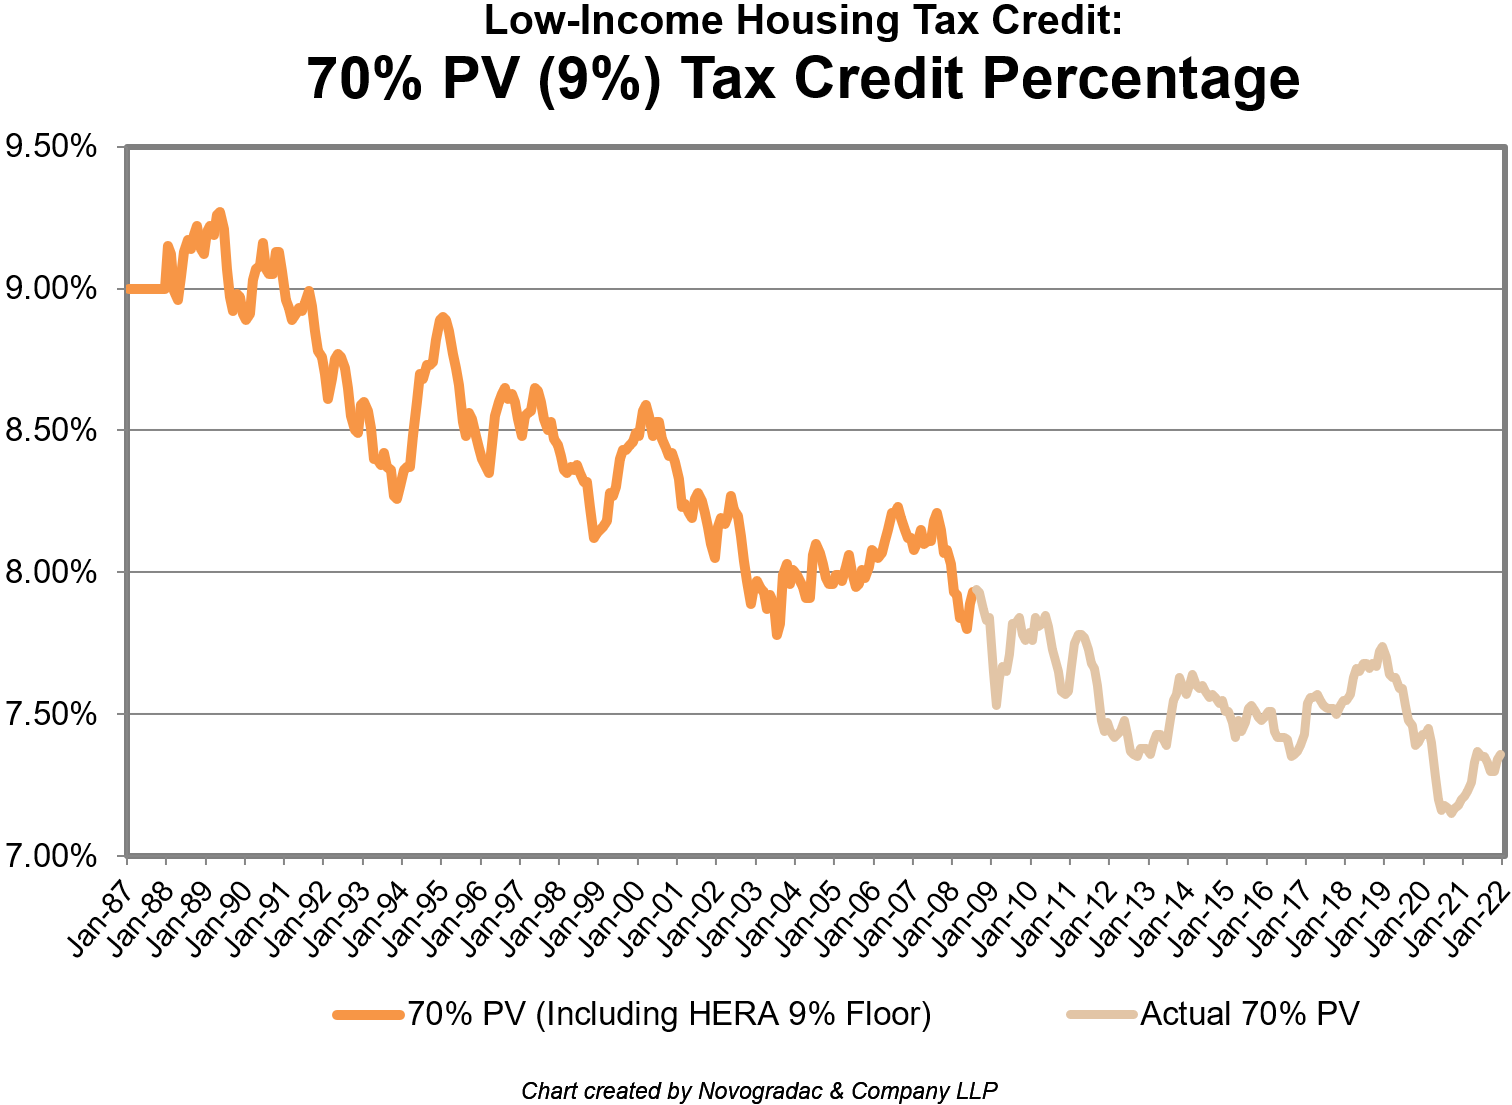 Low-Income Housing Tax Credit:
70% PV (9%) Tax Credit Percentage
9.50%
9.00%
8.50%
8.00%
7.50%
7.00%
Jan-87
Jan-88
Jan-89
Jan-90
Jan-91
Jan-92
Jan-93
Jan-94
Jan-95
Jan-96
Jan-97
Jan-98
Jan-99
Jan-00
Jan-01
Jan-02
Jan-03
Jan-04
Jan-05
Jan-06
Jan-07
Jan-08
Jan-09
Jan-10
Jan-11
Jan-12
Jan-13
Jan-14
Jan-15
Jan-16
Jan-17
Jan-18
Jan-19
Jan-20
Jan-21
Jan-22
70% PV (Including HERA 9% Floor)
Actual 70% PV
Chart created by Novogradac & Company LLP